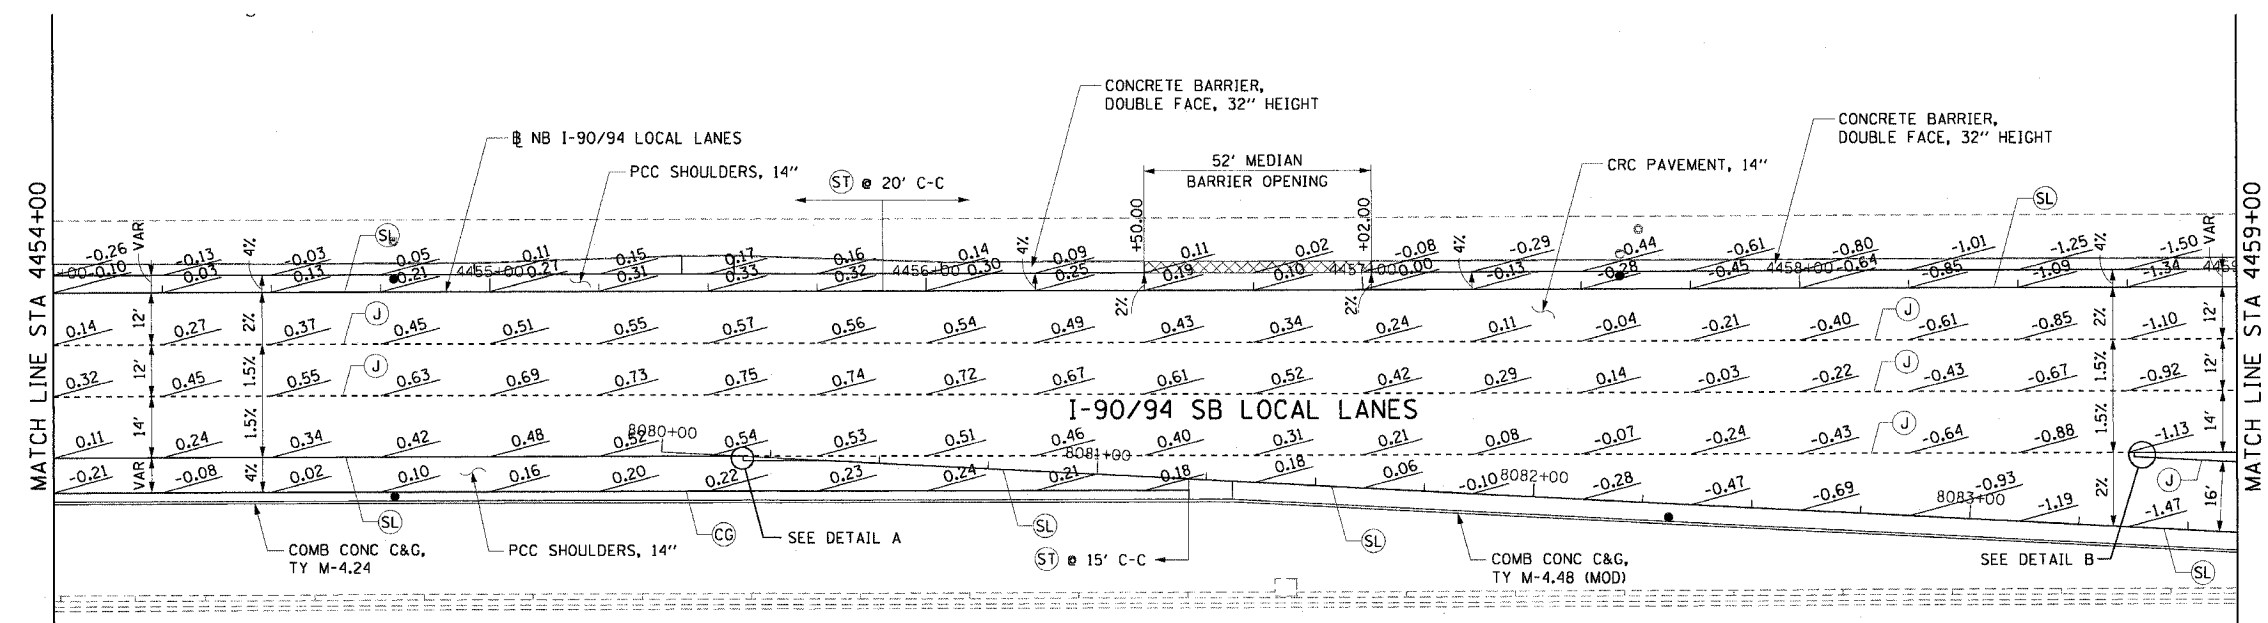 CONCRETE BARRIER,
DOUBLE FACE, 32" HEIGHT
CONCRETE BARRIER,
DOUBLE FACE, 32" HEIGHT
℄ NB I-90/94 LOCAL LANES
PCC SHOULDERS, 14"
ST @ 20' C-C
52' MEDIAN
BARRIER OPENING
CRC PAVEMENT, 14"
SL
MATCH LINE STA 4454+00
MATCH LINE STA 4459+00
+50.00
+02.00
VAR 4% SL 4% 4% 4% VAR
-0.26 -0.13 -0.03 0.05 0.11 0.15 0.17 0.16 0.14 0.09 0.11 0.02 -0.08 -0.29 -0.44 -0.61 -0.80 -1.01 -1.25 -1.50
+00 -0.10 0.03 0.13 0.21 4455+00 0.27 0.31 0.33 0.32 4456+00 0.30 0.25 0.19 0.10 4457+00 0.00 -0.13 -0.28 -0.45 4458+00 -0.64 -0.85 -1.09 -1.34 4459
2% 2%
0.14 12' 0.27 2% 0.37 J 0.45 0.51 0.55 0.57 0.56 0.54 0.49 0.43 0.34 0.24 0.11 -0.04 -0.21 -0.40 J -0.61 -0.85 2% -1.10 12'
0.32 12' 0.45 1.5% 0.55 J 0.63 0.69 0.73 0.75 0.74 0.72 0.67 0.61 0.52 0.42 0.29 0.14 -0.03 -0.22 J -0.43 -0.67 1.5% -0.92 12'
I-90/94 SB LOCAL LANES
0.11 14' 0.24 1.5% 0.34 0.42 0.48 0.52 8080+00 0.54 0.53 0.51 0.46 0.40 0.31 0.21 0.08 -0.07 -0.24 -0.43 J -0.64 -0.88 1.5% -1.13 14'
8081+00
-0.21 VAR -0.08 4% 0.02 0.10 0.16 0.20 0.22 0.23 0.24 0.21 0.18 0.18 0.06 -0.10 8082+00 -0.28 -0.47 -0.69 8083+00 -0.93 -1.19 2% -1.47 J 16'
SL
CG
SEE DETAIL A
SL
SL
COMB CONC C&G,
TY M-4.24
PCC SHOULDERS, 14"
ST @ 15' C-C
COMB CONC C&G,
TY M-4.48 (MOD)
SEE DETAIL B
SL